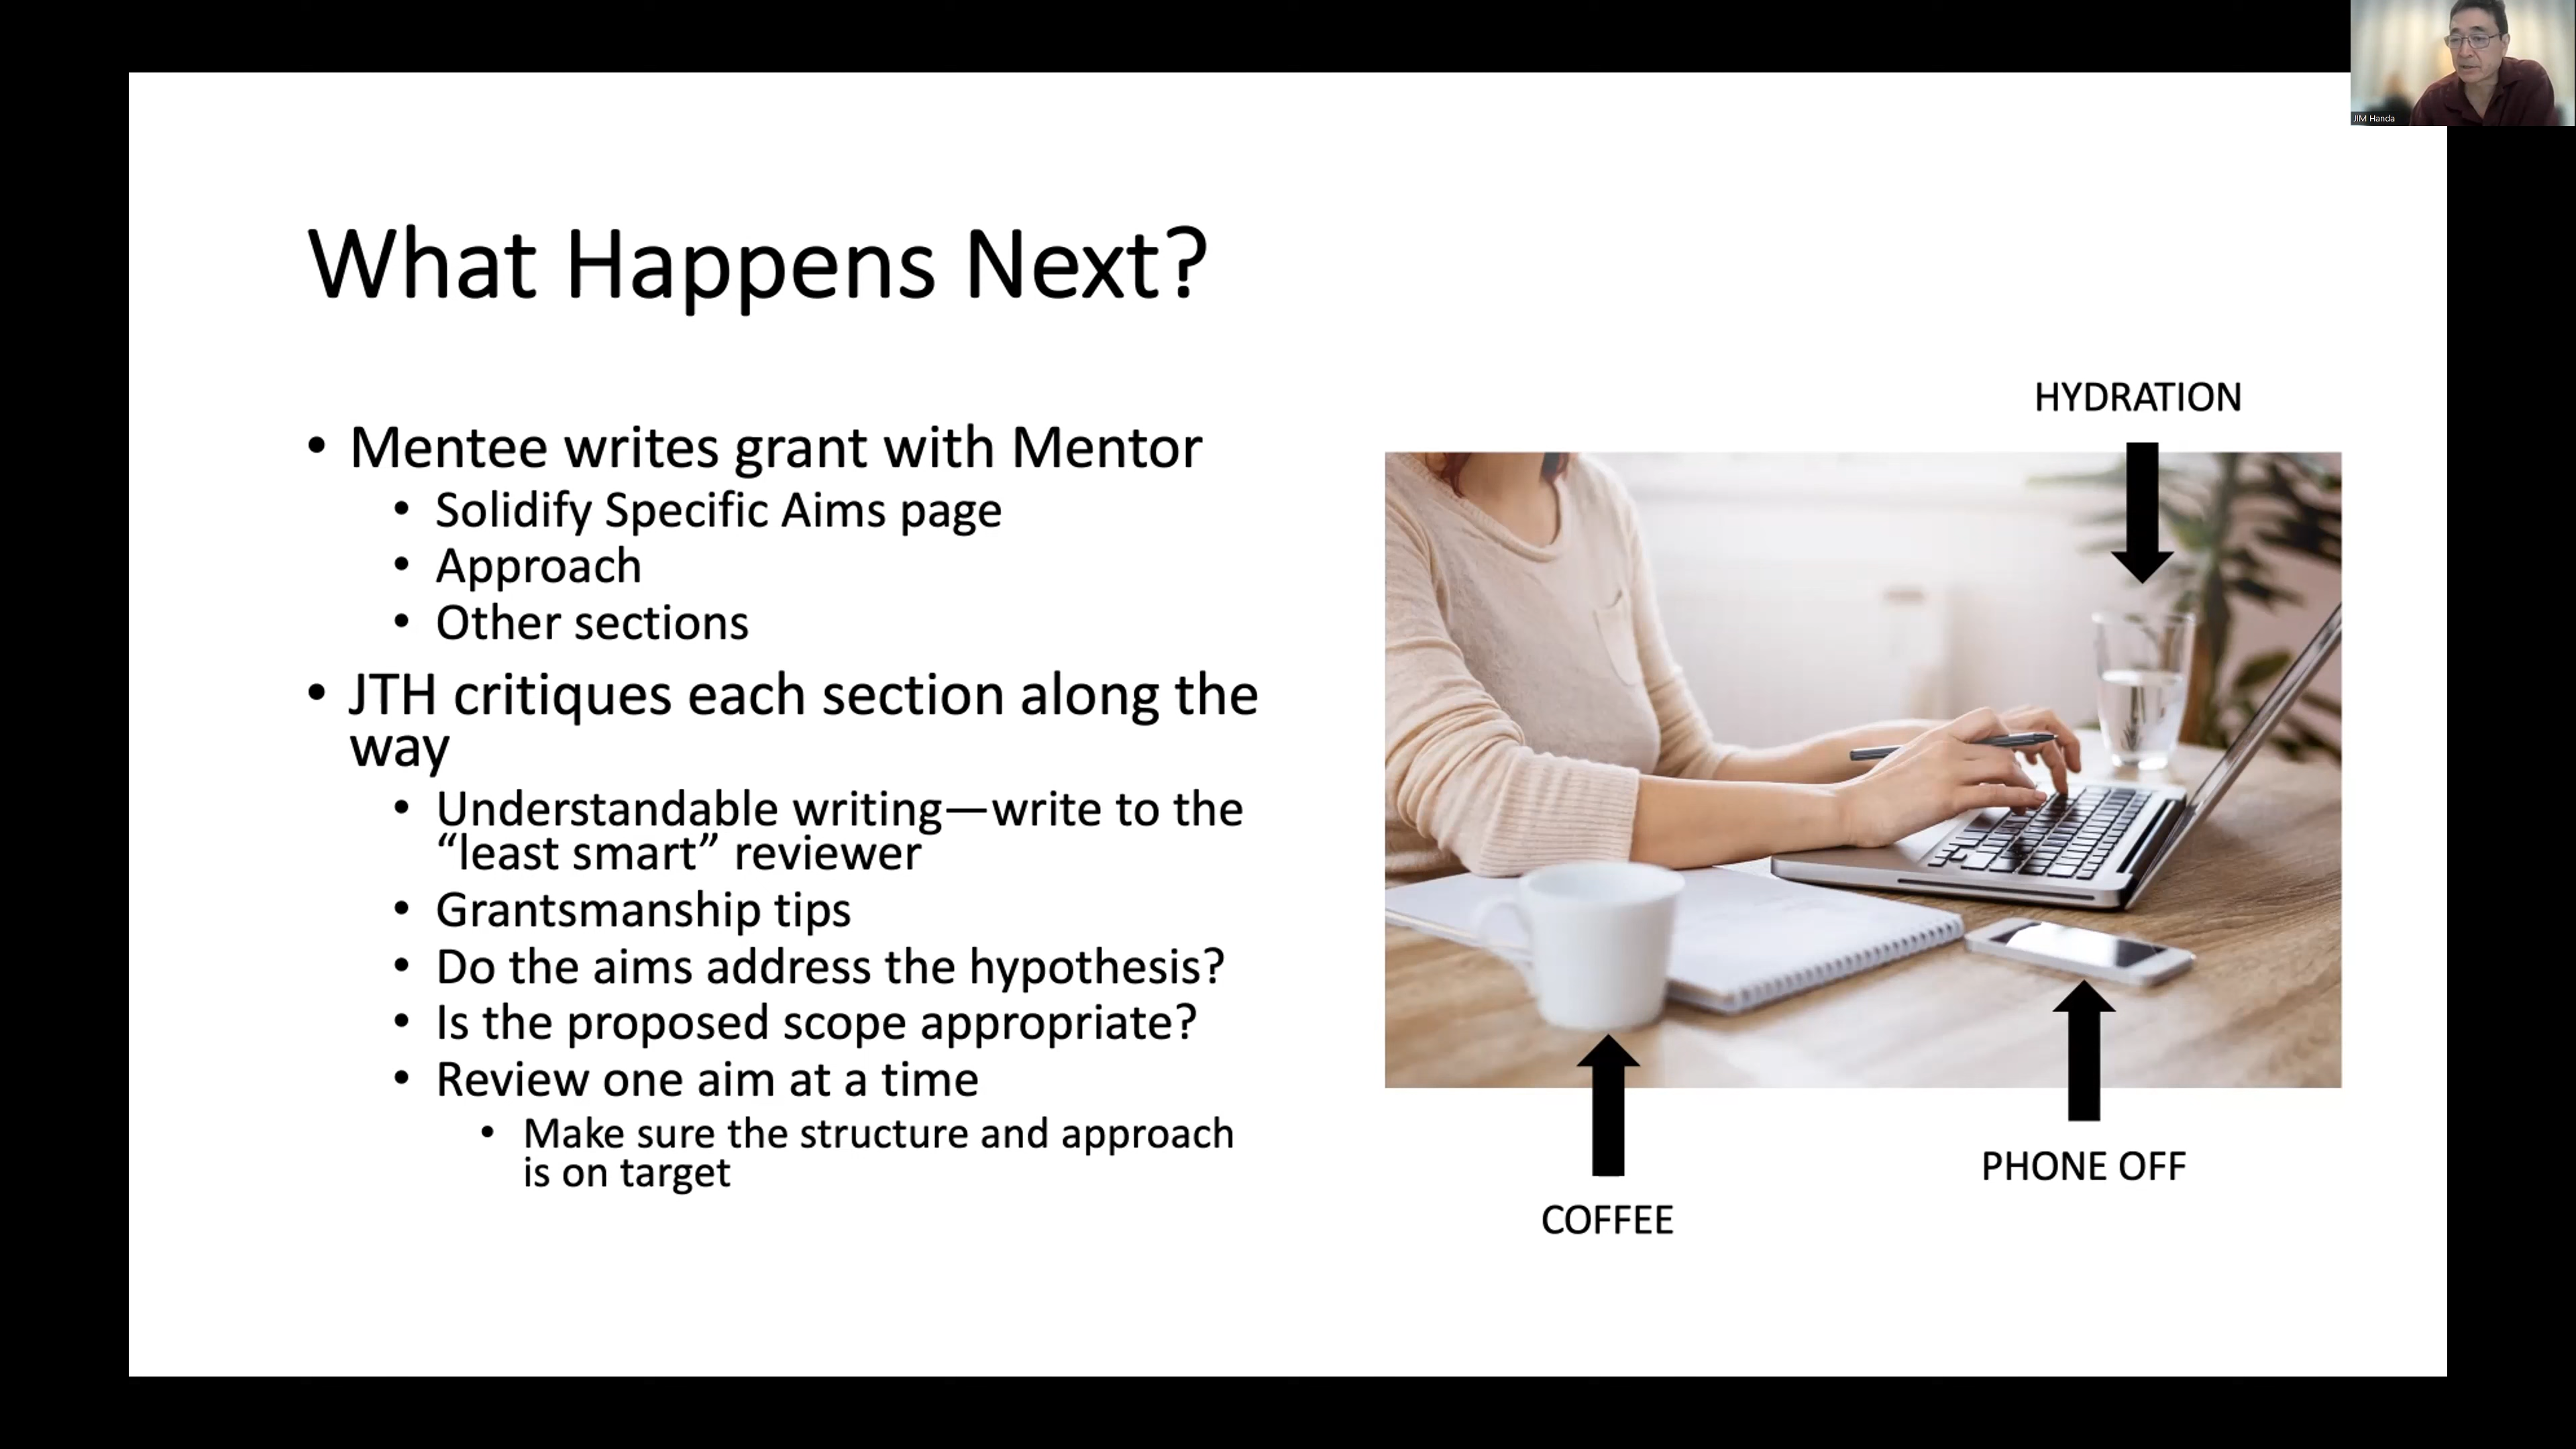 JIM Handa
What Happens Next?
• Mentee writes grant with Mentor
• Solidify Specific Aims page
• Approach
• Other sections
• JTH critiques each section along the
way
• Understandable writing—write to the
“least smart” reviewer
• Grantsmanship tips
• Do the aims address the hypothesis?
• Is the proposed scope appropriate?
• Review one aim at a time
• Make sure the structure and approach
is on target
HYDRATION
PHONE OFF
COFFEE